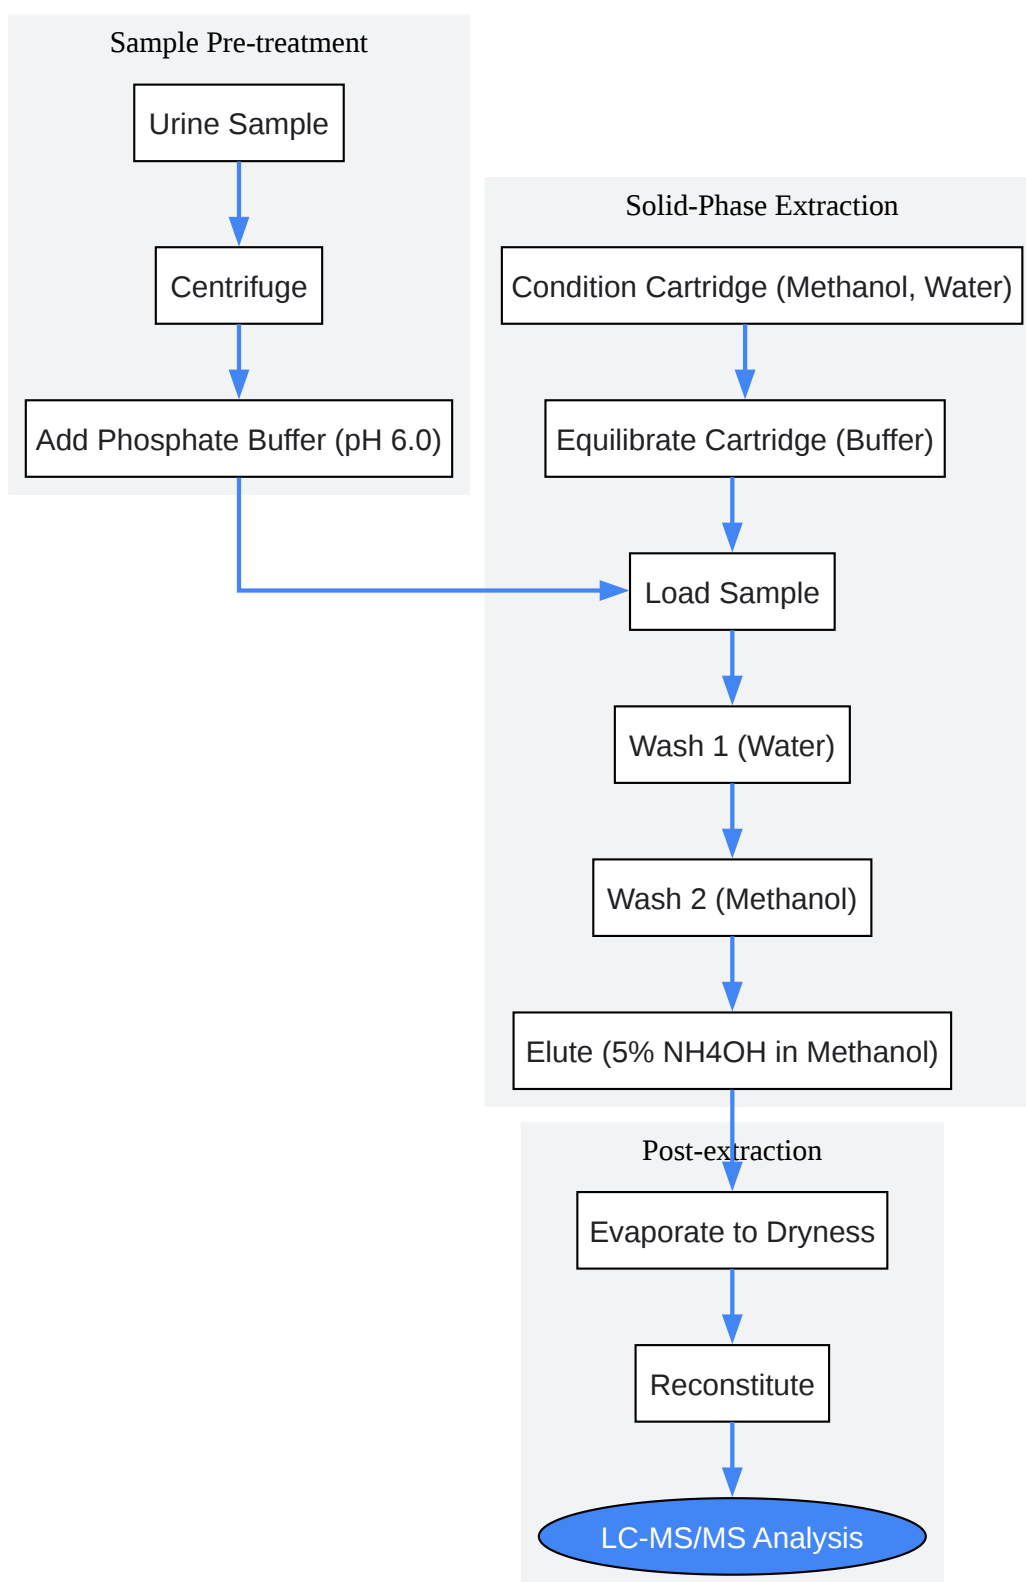 Sample Pre-treatment
Urine Sample
Centrifuge
Add Phosphate Buffer (pH 6.0)
Solid-Phase Extraction
Condition Cartridge (Methanol, Water)
Equilibrate Cartridge (Buffer)
Load Sample
Wash 1 (Water)
Wash 2 (Methanol)
Elute (5% NH4OH in Methanol)
Post-extraction
Evaporate to Dryness
Reconstitute
LC-MS/MS Analysis